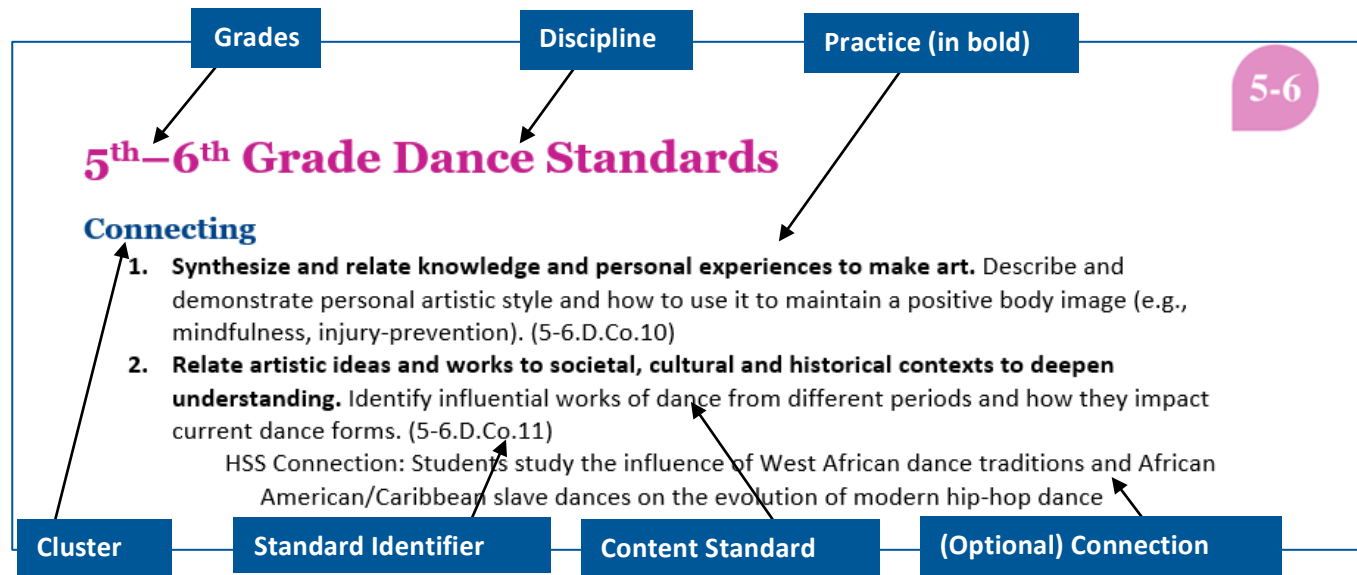 Grades
Discipline
Practice (in bold)
5-6
5th–6th Grade Dance Standards
Connecting
1. Synthesize and relate knowledge and personal experiences to make art. Describe and
demonstrate personal artistic style and how to use it to maintain a positive body image (e.g.,
mindfulness, injury-prevention). (5-6.D.Co.10)
2. Relate artistic ideas and works to societal, cultural and historical contexts to deepen
understanding. Identify influential works of dance from different periods and how they impact
current dance forms. (5-6.D.Co.11)
HSS Connection: Students study the influence of West African dance traditions and African
American/Caribbean slave dances on the evolution of modern hip-hop dance
Cluster
Standard Identifier
Content Standard
(Optional) Connection